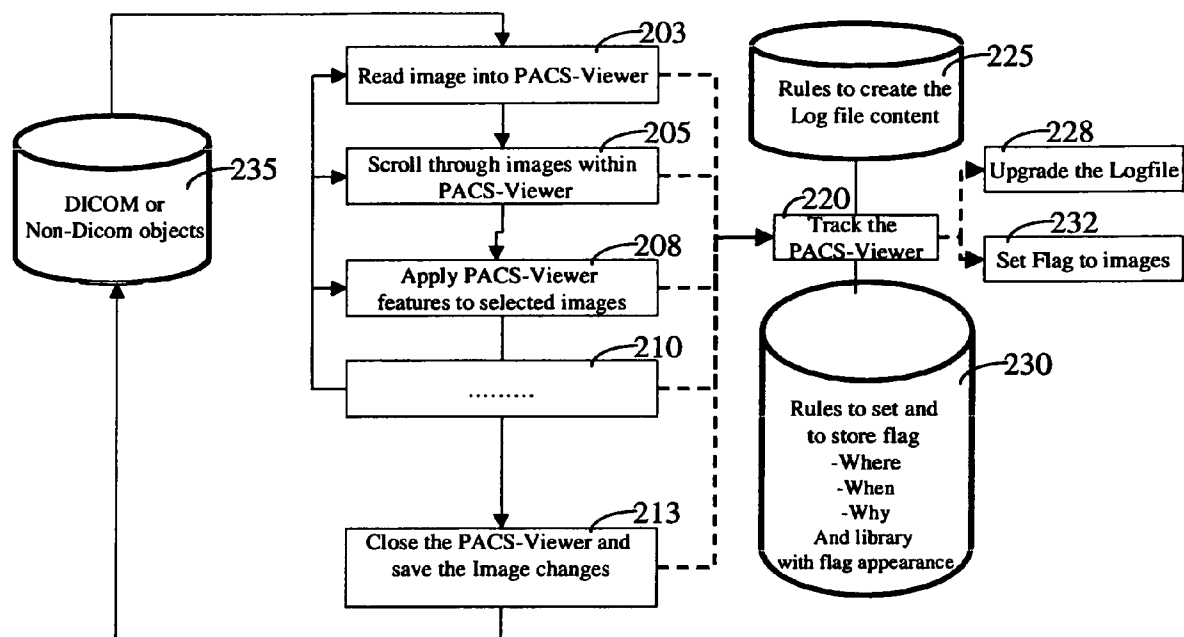 203
Read image into PACS-Viewer
205
Scroll through images within
PACS-Viewer
208
Apply PACS-Viewer
features to selected images
210
.........
213
Close the PACS-Viewer and
save the Image changes
235
DICOM or
Non-Dicom objects
225
Rules to create the
Log file content
220
Track the
PACS-Viewer
228
Upgrade the Logfile
232
Set Flag to images
230
Rules to set and
to store flag
-Where
-When
-Why
And library
with flag appearance